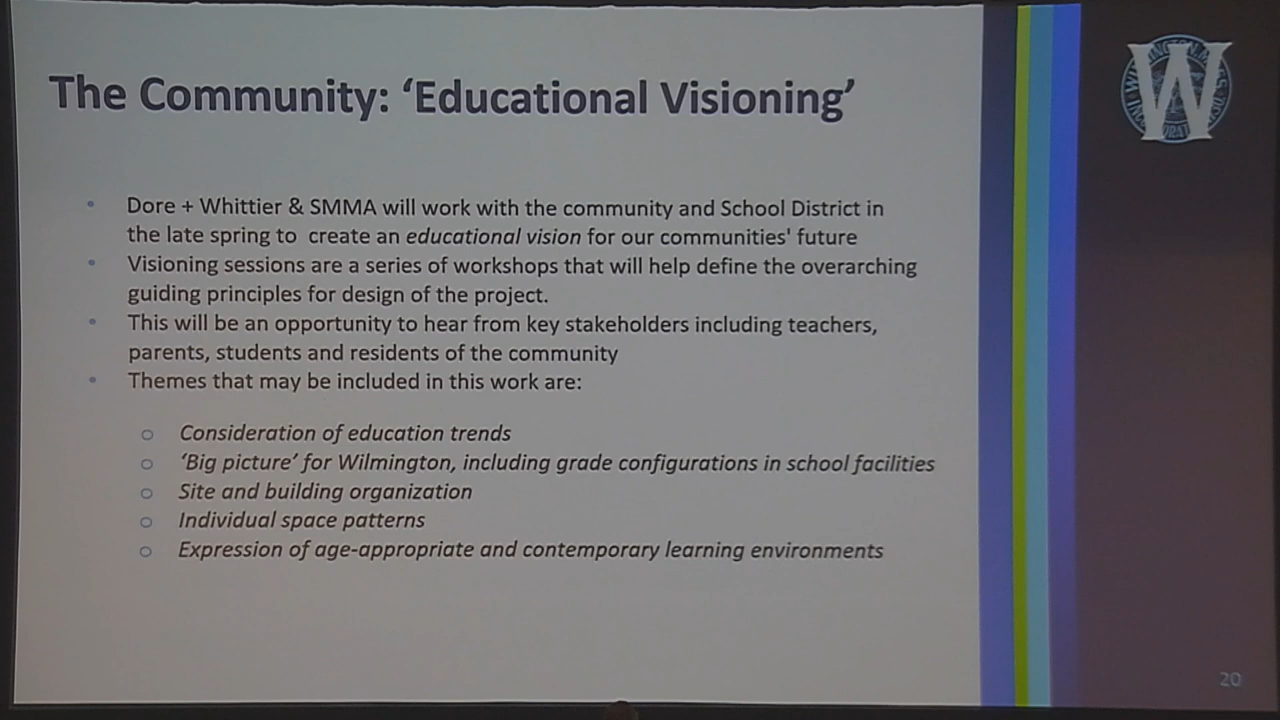 The Community: ‘Educational Visioning’
W
Dore + Whittier & SMMA will work with the community and School District in
the late spring to create an educational vision for our communities' future
Visioning sessions are a series of workshops that will help define the overarching
guiding principles for design of the project.
This will be an opportunity to hear from key stakeholders including teachers,
parents, students and residents of the community
Themes that may be included in this work are:
Consideration of education trends
‘Big picture’ for Wilmington, including grade configurations in school facilities
Site and building organization
Individual space patterns
Expression of age-appropriate and contemporary learning environments
20